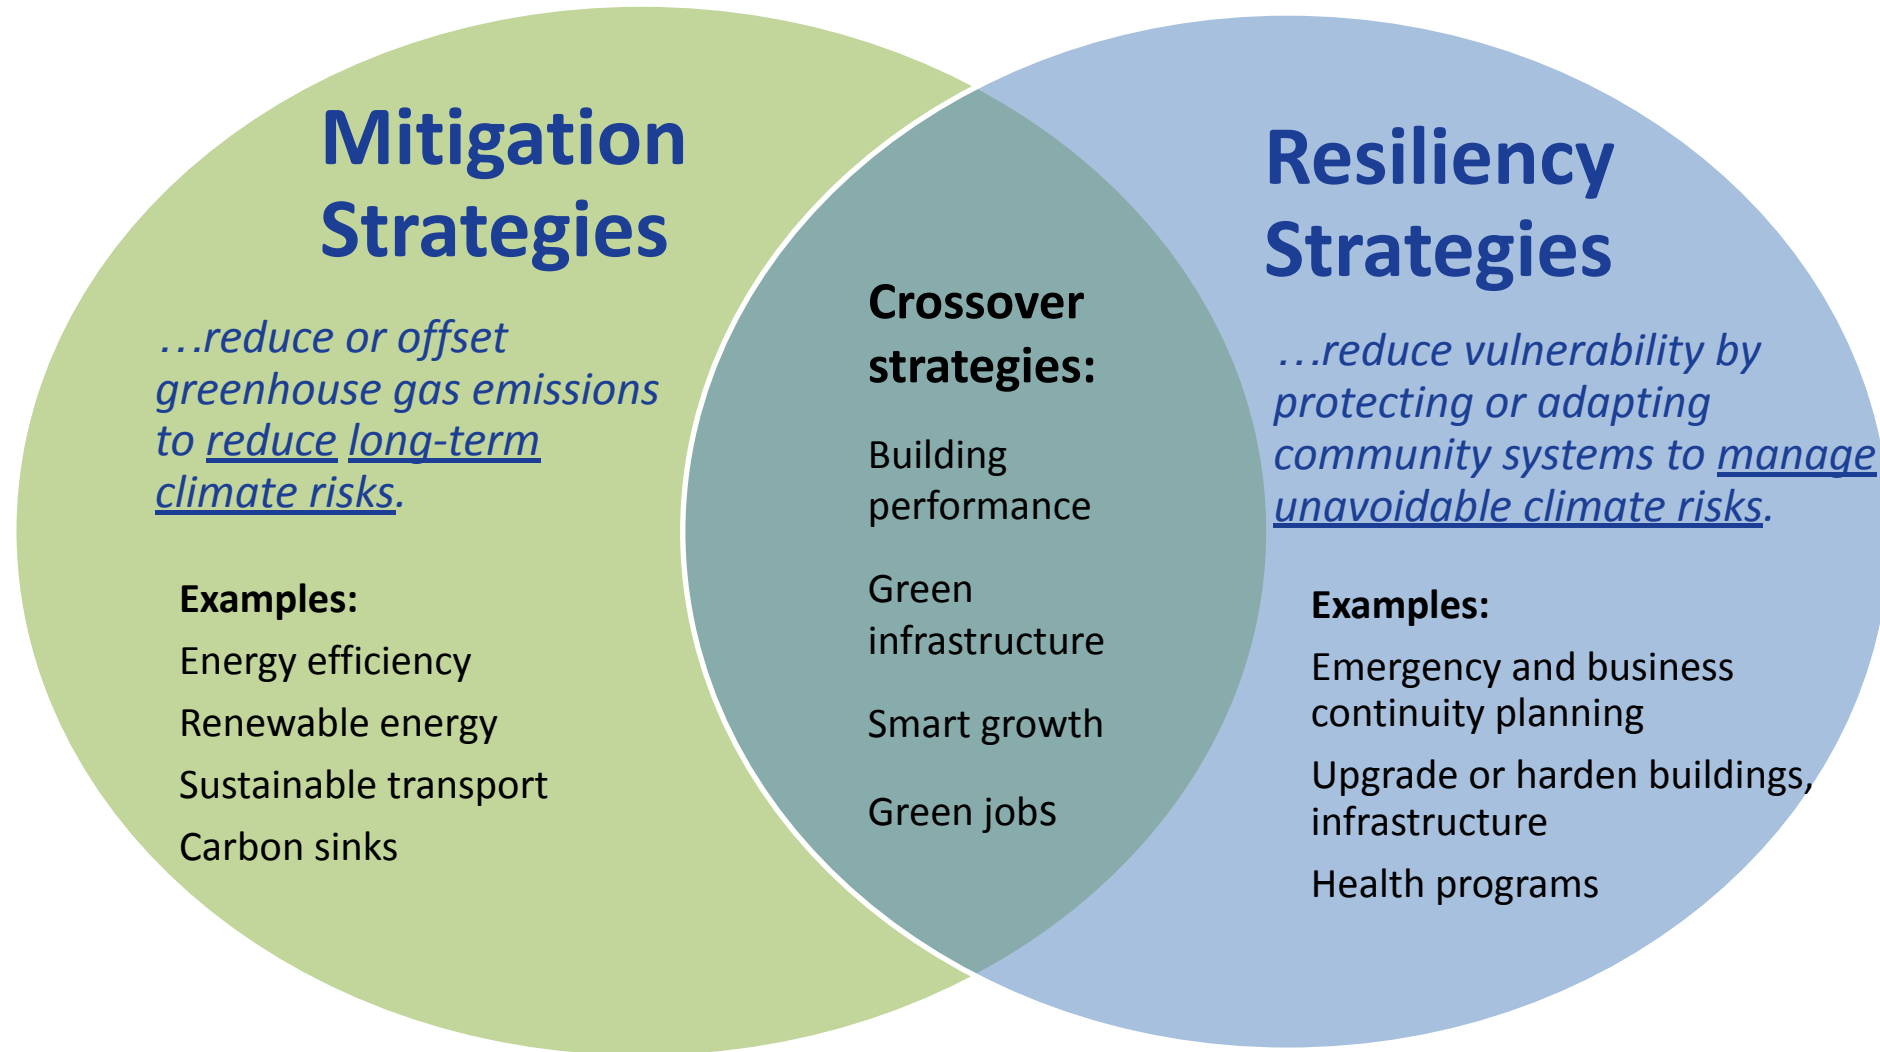 Mitigation
Strategies
…reduce or offset
greenhouse gas emissions
to reduce long-term
climate risks.
Examples:
Energy efficiency
Renewable energy
Sustainable transport
Carbon sinks
Crossover
strategies:
Building
performance
Green
infrastructure
Smart growth
Green jobs
Resiliency
Strategies
…reduce vulnerability by
protecting or adapting
community systems to manage
unavoidable climate risks.
Examples:
Emergency and business
continuity planning
Upgrade or harden buildings,
infrastructure
Health programs